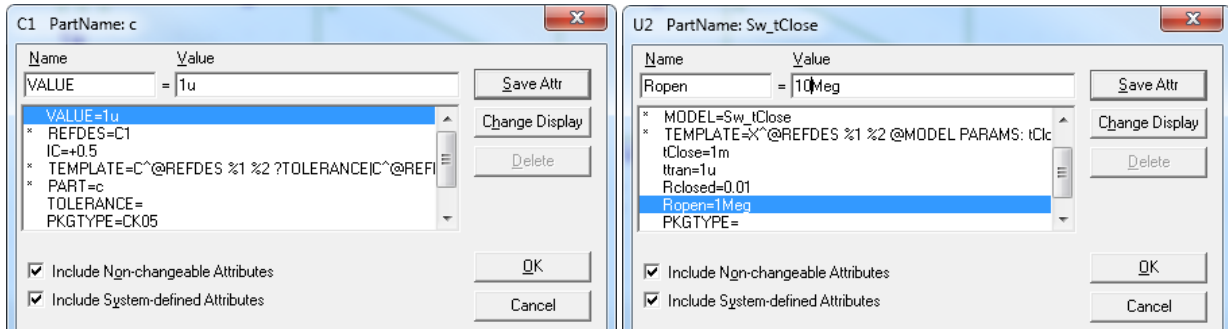 C1 PartName: c
Name Value
VALUE = 1u
Save Attr
VALUE=1u
* REFDES=C1
IC=+0.5
* TEMPLATE=C^@REFDES %1 %2 ?TOLERANCE|C^@REFI
* PART=c
TOLERANCE=
PKGTYPE=CK05
Change Display
Delete
Include Non-changeable Attributes
Include System-defined Attributes
OK
Cancel
U2 PartName: Sw_tClose
Name Value
Ropen = 10Meg
Save Attr
* MODEL=Sw_tClose
* TEMPLATE=X^@REFDES %1 %2 @MODEL PARAMS: tClo
tClose=1m
ttran=1u
Rclosed=0.01
Ropen=1Meg
PKGTYPE=
Change Display
Delete
Include Non-changeable Attributes
Include System-defined Attributes
OK
Cancel